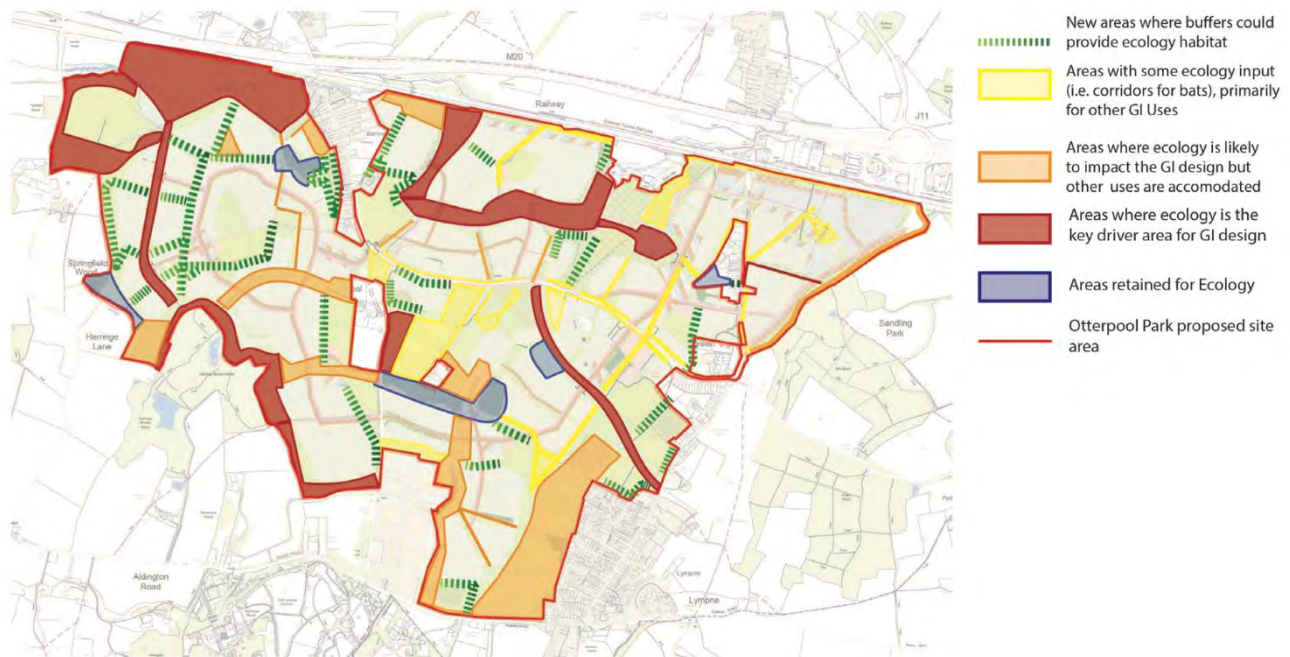 M20
Railway
J11
Springfield
Wood
Herringe
Lane
Sandling
Park
Aldington
Road
Lympne
Lympne
New areas where buffers could
provide ecology habitat
Areas with some ecology input
(i.e. corridors for bats), primarily
for other GI Uses
Areas where ecology is likely
to impact the GI design but
other uses are accomodated
Areas where ecology is the
key driver area for GI design
Areas retained for Ecology
Otterpool Park proposed site
area